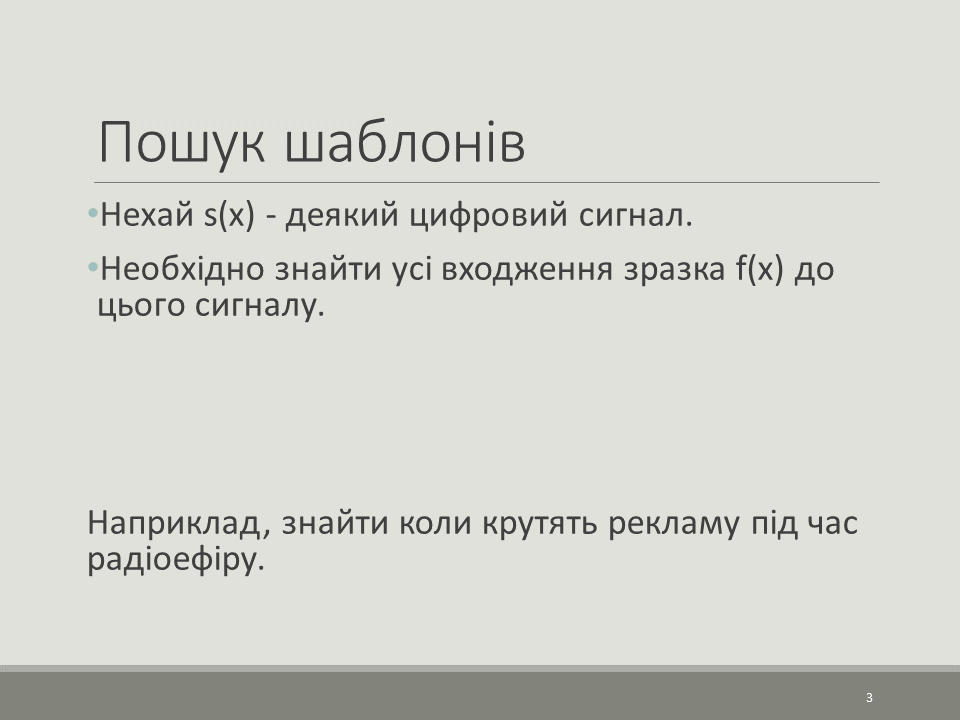 Пошук шаблонів
•Нехай s(x) - деякий цифровий сигнал.
•Необхідно знайти усі входження зразка f(x) до
цього сигналу.
Наприклад, знайти коли крутять рекламу під час
радіоефіру.
3